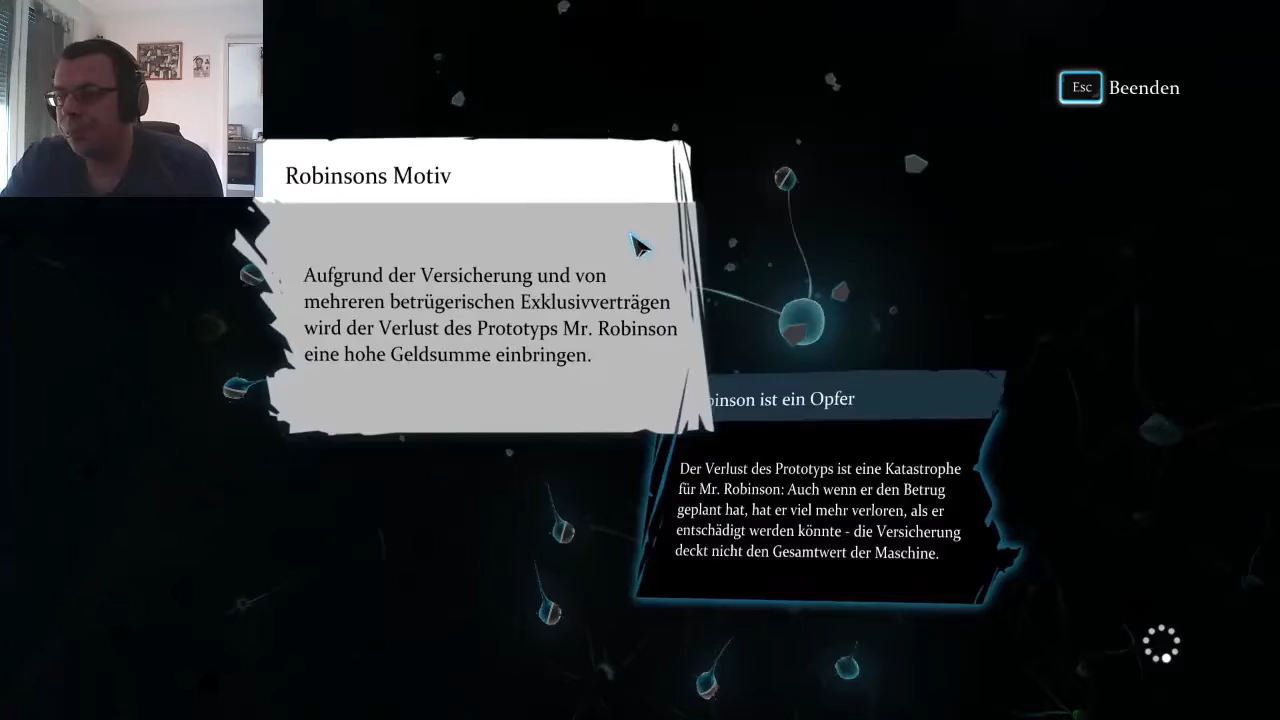 Esc Beenden
Robinsons Motiv
Aufgrund der Versicherung und von
mehreren betrügerischen Exklusivverträgen
wird der Verlust des Prototyps Mr. Robinson
eine hohe Geldsumme einbringen.
binson ist ein Opfer
Der Verlust des Prototyps ist eine Katastrophe
für Mr. Robinson: Auch wenn er den Betrug
geplant hat, hat er viel mehr verloren, als er
entschädigt werden könnte - die Versicherung
deckt nicht den Gesamtwert der Maschine.